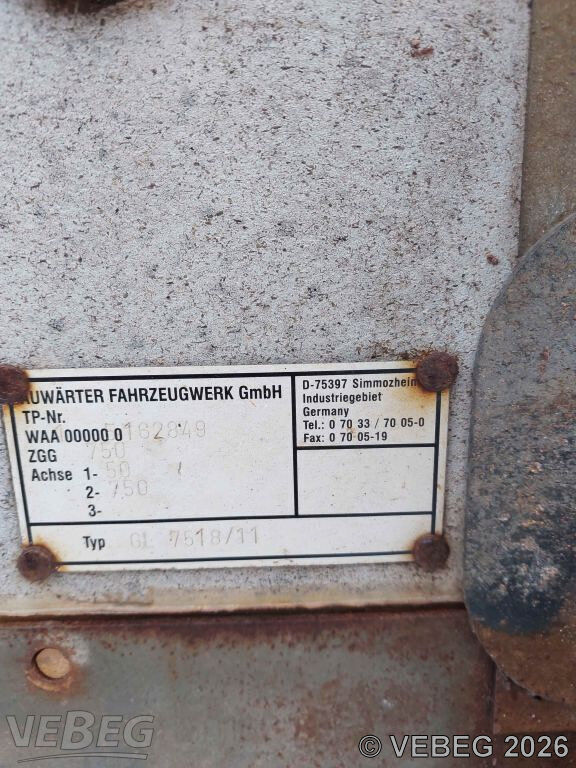 AUWÄRTER FAHRZEUGWERK GmbH
TP-Nr.
WAA 00000 0 5162849
ZGG 750
Achse 1- 50
2- 750
3-
Typ GL 7518/11
D-75397 Simmozheim
Industriegebiet
Germany
Tel.: 0 70 33 / 70 05-0
Fax: 0 70 05-19
VEBEG
© VEBEG 2026